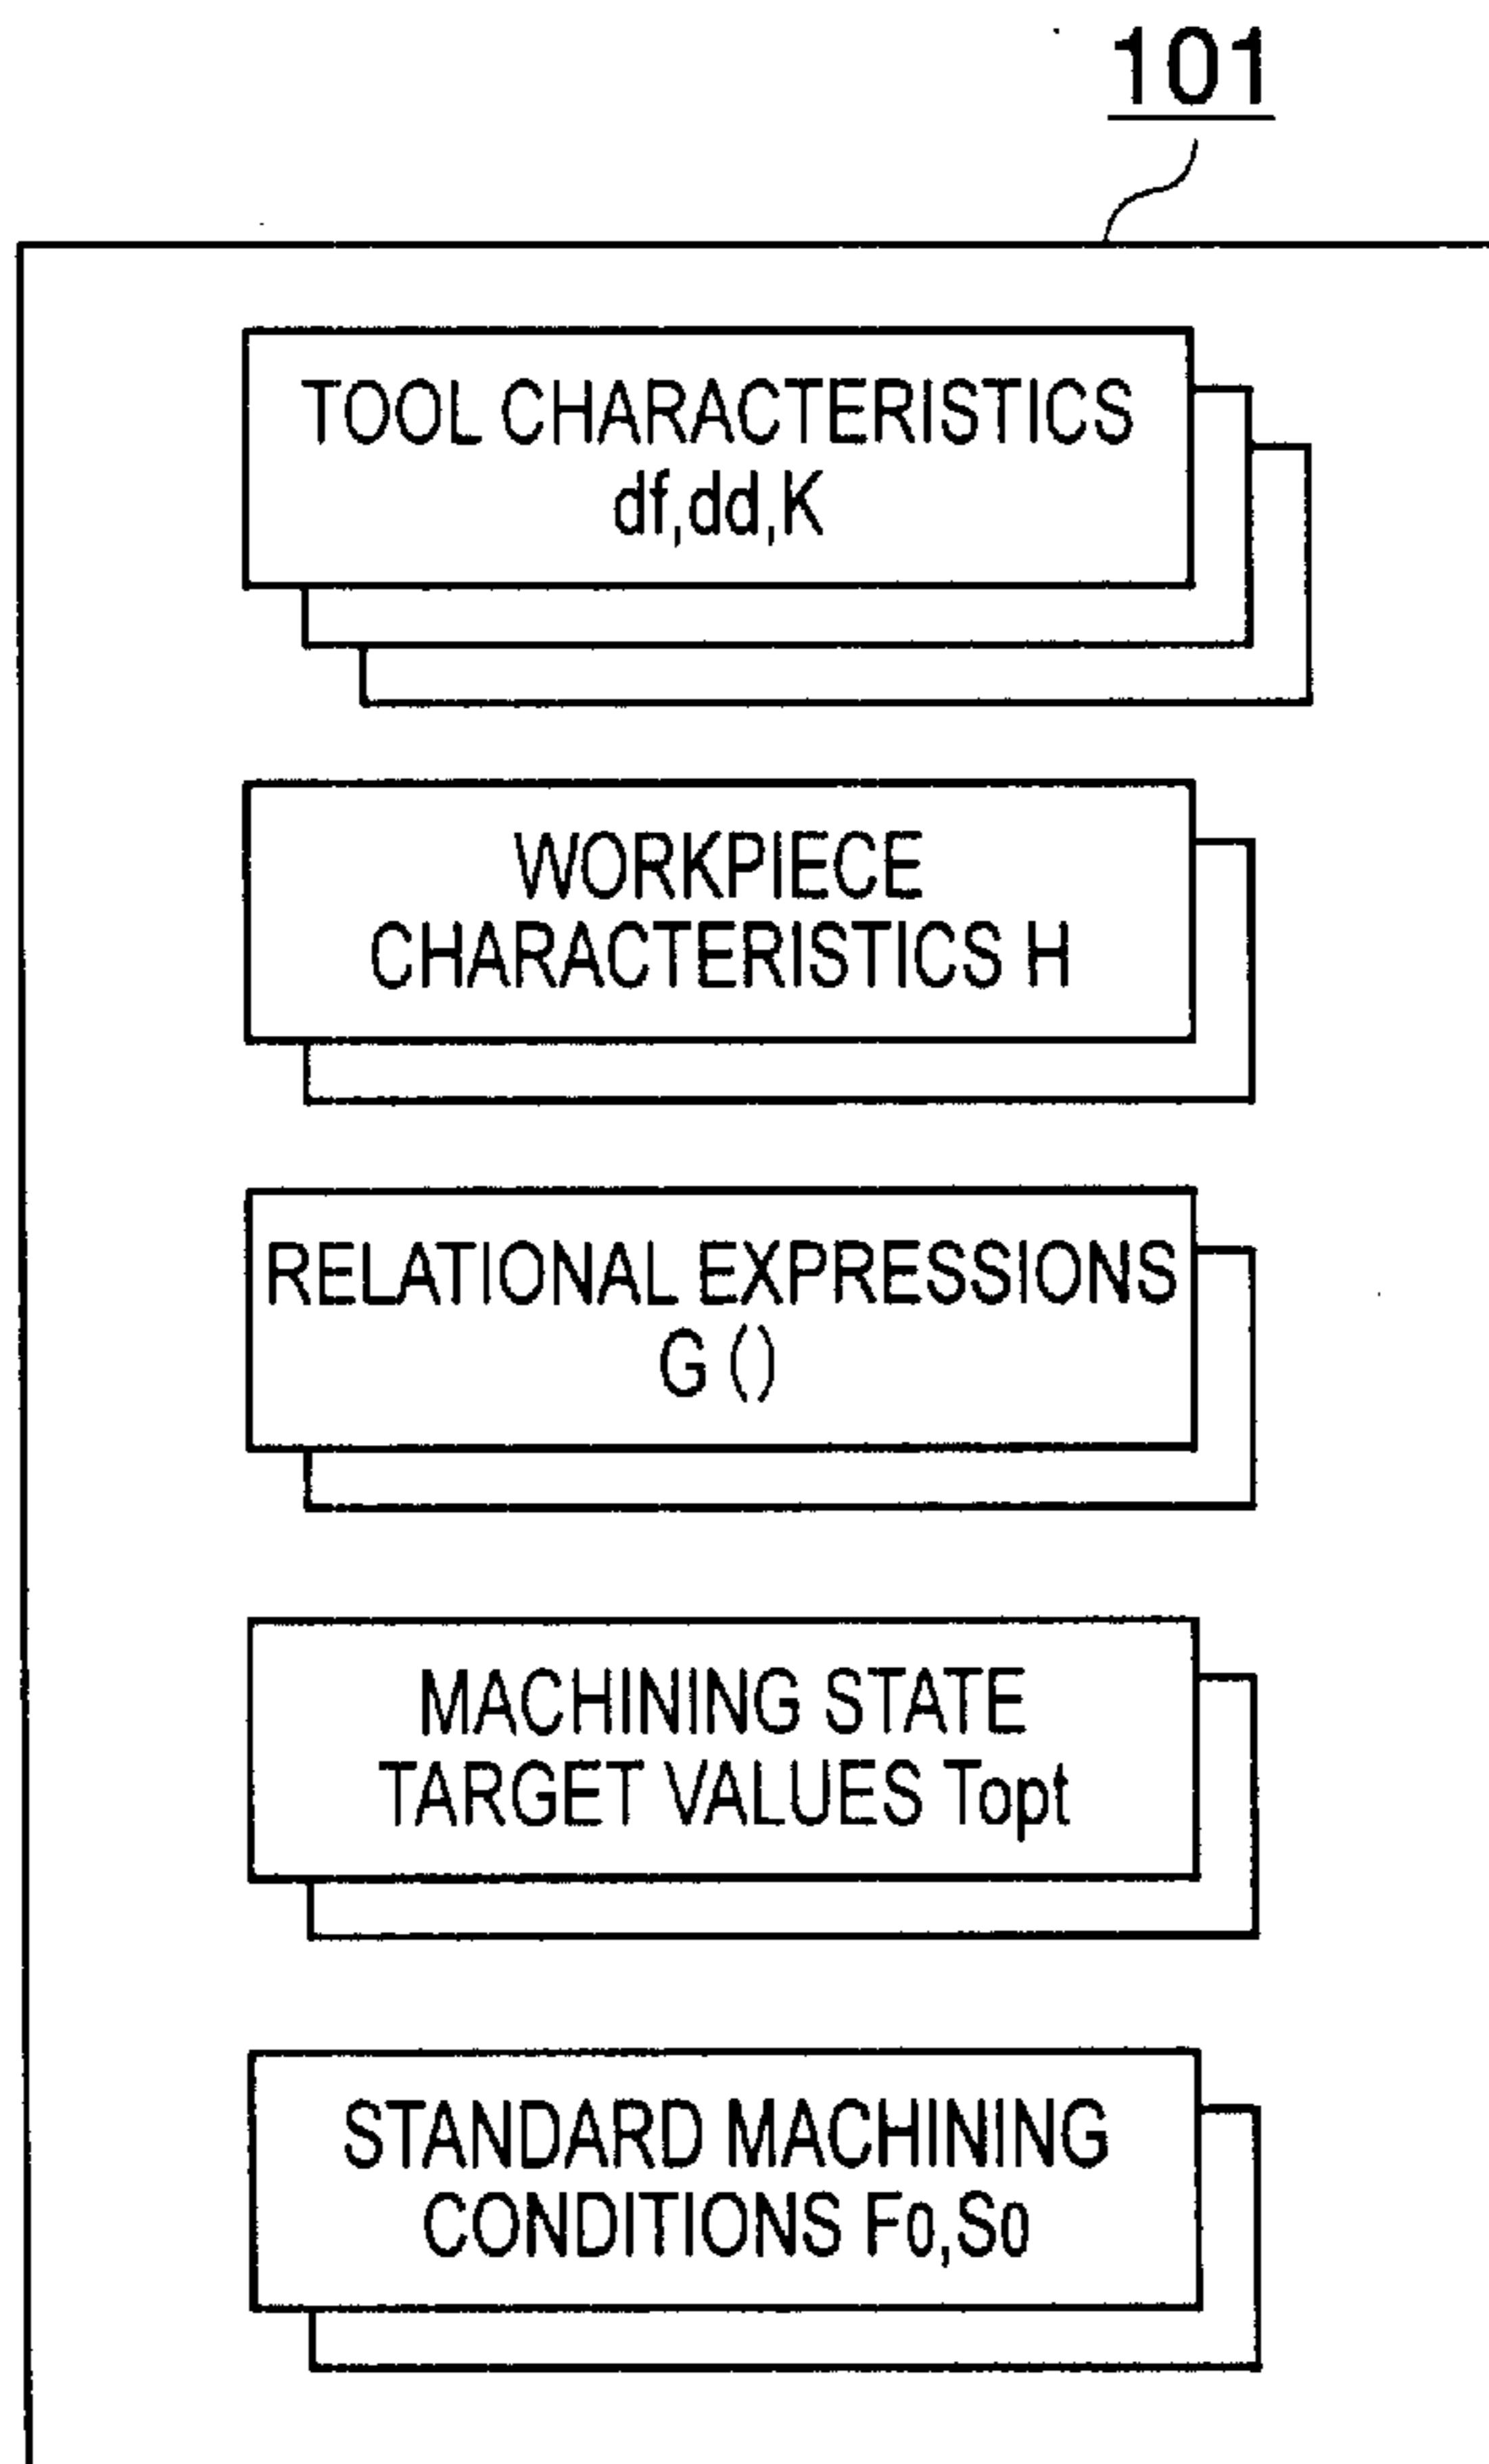 101
TOOL CHARACTERISTICS
df,dd,K
WORKPIECE
CHARACTERISTICS H
RELATIONAL EXPRESSIONS
G ()
MACHINING STATE
TARGET VALUES Topt
STANDARD MACHINING
CONDITIONS F0,S0